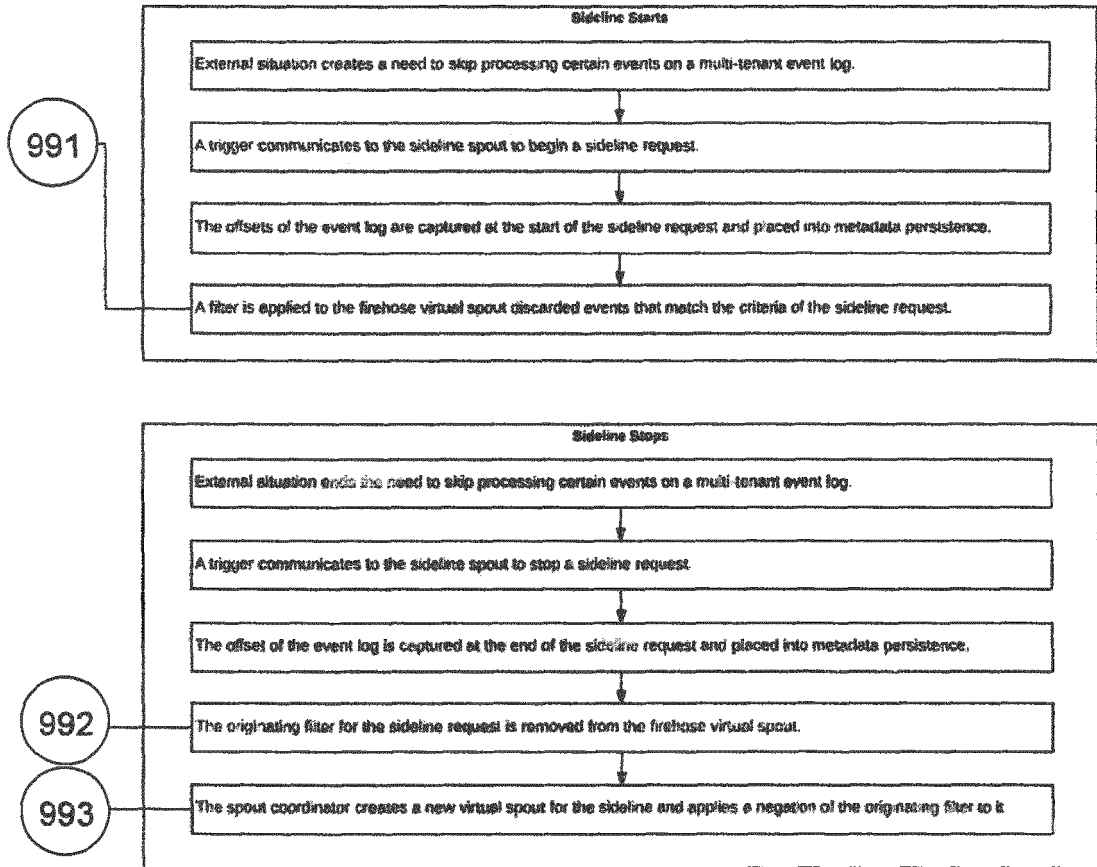 Sideline Starts
External situation creates a need to skip processing certain events on a multi-tenant event log.
A trigger communicates to the sideline spout to begin a sideline request.
991
The offsets of the event log are captured at the start of the sideline request and placed into metadata persistence.
A filter is applied to the firehose virtual spout discarded events that match the criteria of the sideline request.
Sideline Stops
External situation ends the need to skip processing certain events on a multi-tenant event log.
A trigger communicates to the sideline spout to stop a sideline request.
The offset of the event log is captured at the end of the sideline request and placed into metadata persistence.
992
The originating filter for the sideline request is removed from the firehose virtual spout.
993
The spout coordinator creates a new virtual spout for the sideline and applies a negation of the originating filter to it